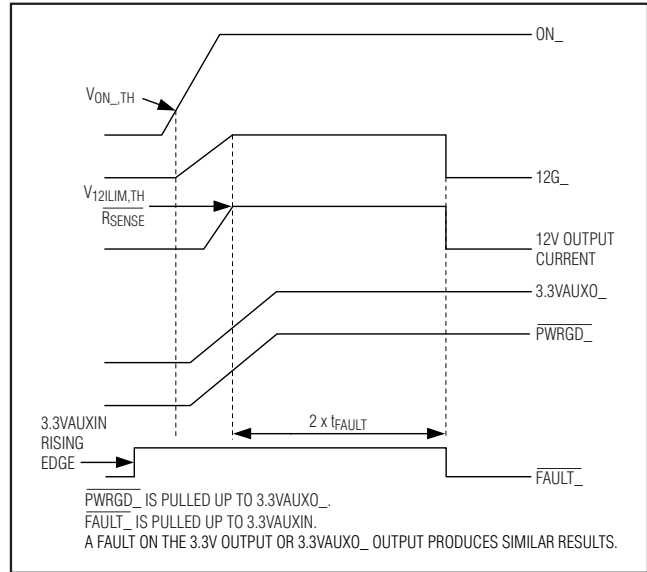 ON_
VON_,TH
12G_
V12ILIM,TH
RSENSE
12V OUTPUT
CURRENT
3.3VAUXO_
PWRGD_
3.3VAUXIN
RISING
EDGE
2 x tFAULT
FAULT_
PWRGD_ IS PULLED UP TO 3.3VAUXO_.
FAULT_ IS PULLED UP TO 3.3VAUXIN.
A FAULT ON THE 3.3V OUTPUT OR 3.3VAUXO_ OUTPUT PRODUCES SIMILAR RESULTS.